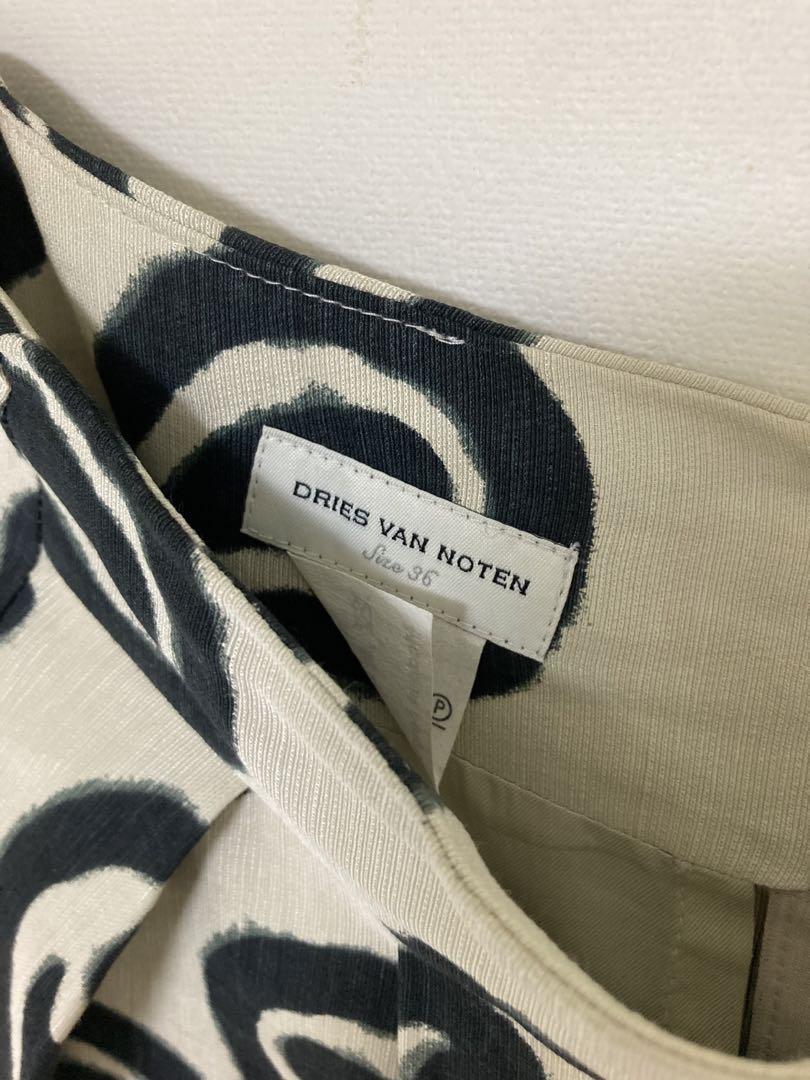 DRIES VAN NOTEN
Size 36
P